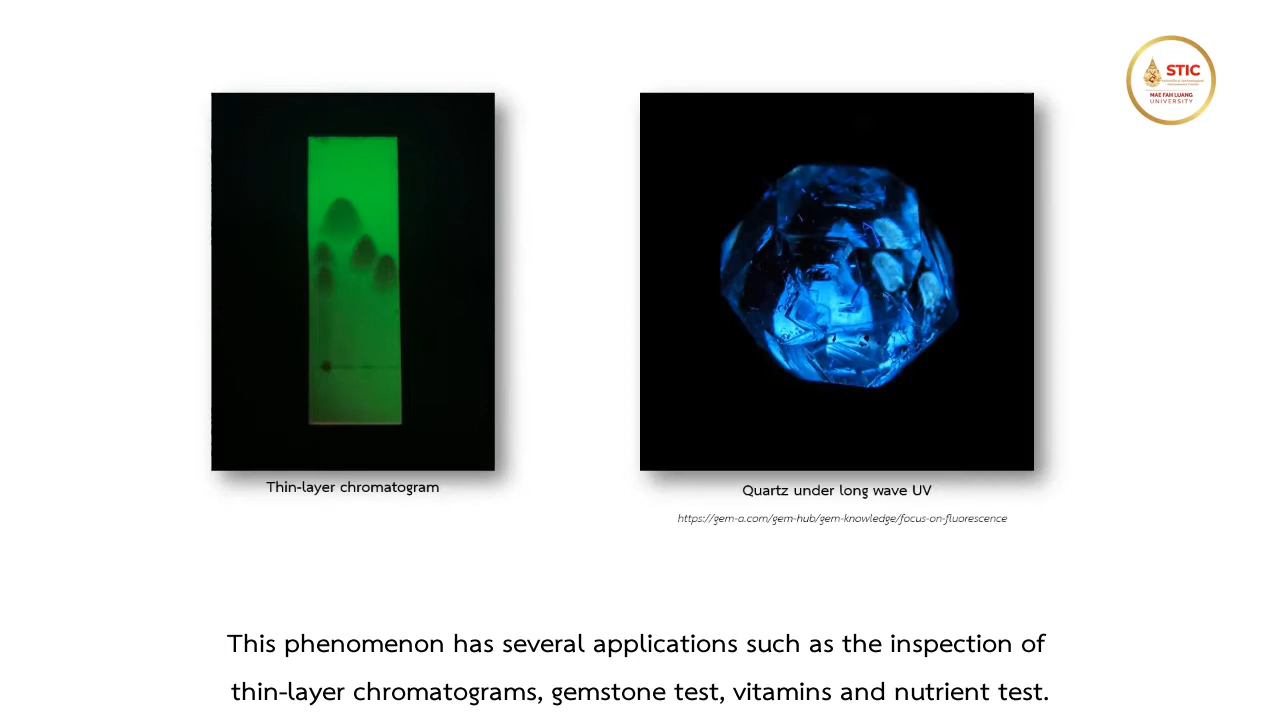 STIC
MAE FAH LUANG
UNIVERSITY
Thin-layer chromatogram
Quartz under long wave UV
https://gem-a.com/gem-hub/gem-knowledge/focus-on-fluorescence
This phenomenon has several applications such as the inspection of
thin-layer chromatograms, gemstone test, vitamins and nutrient test.